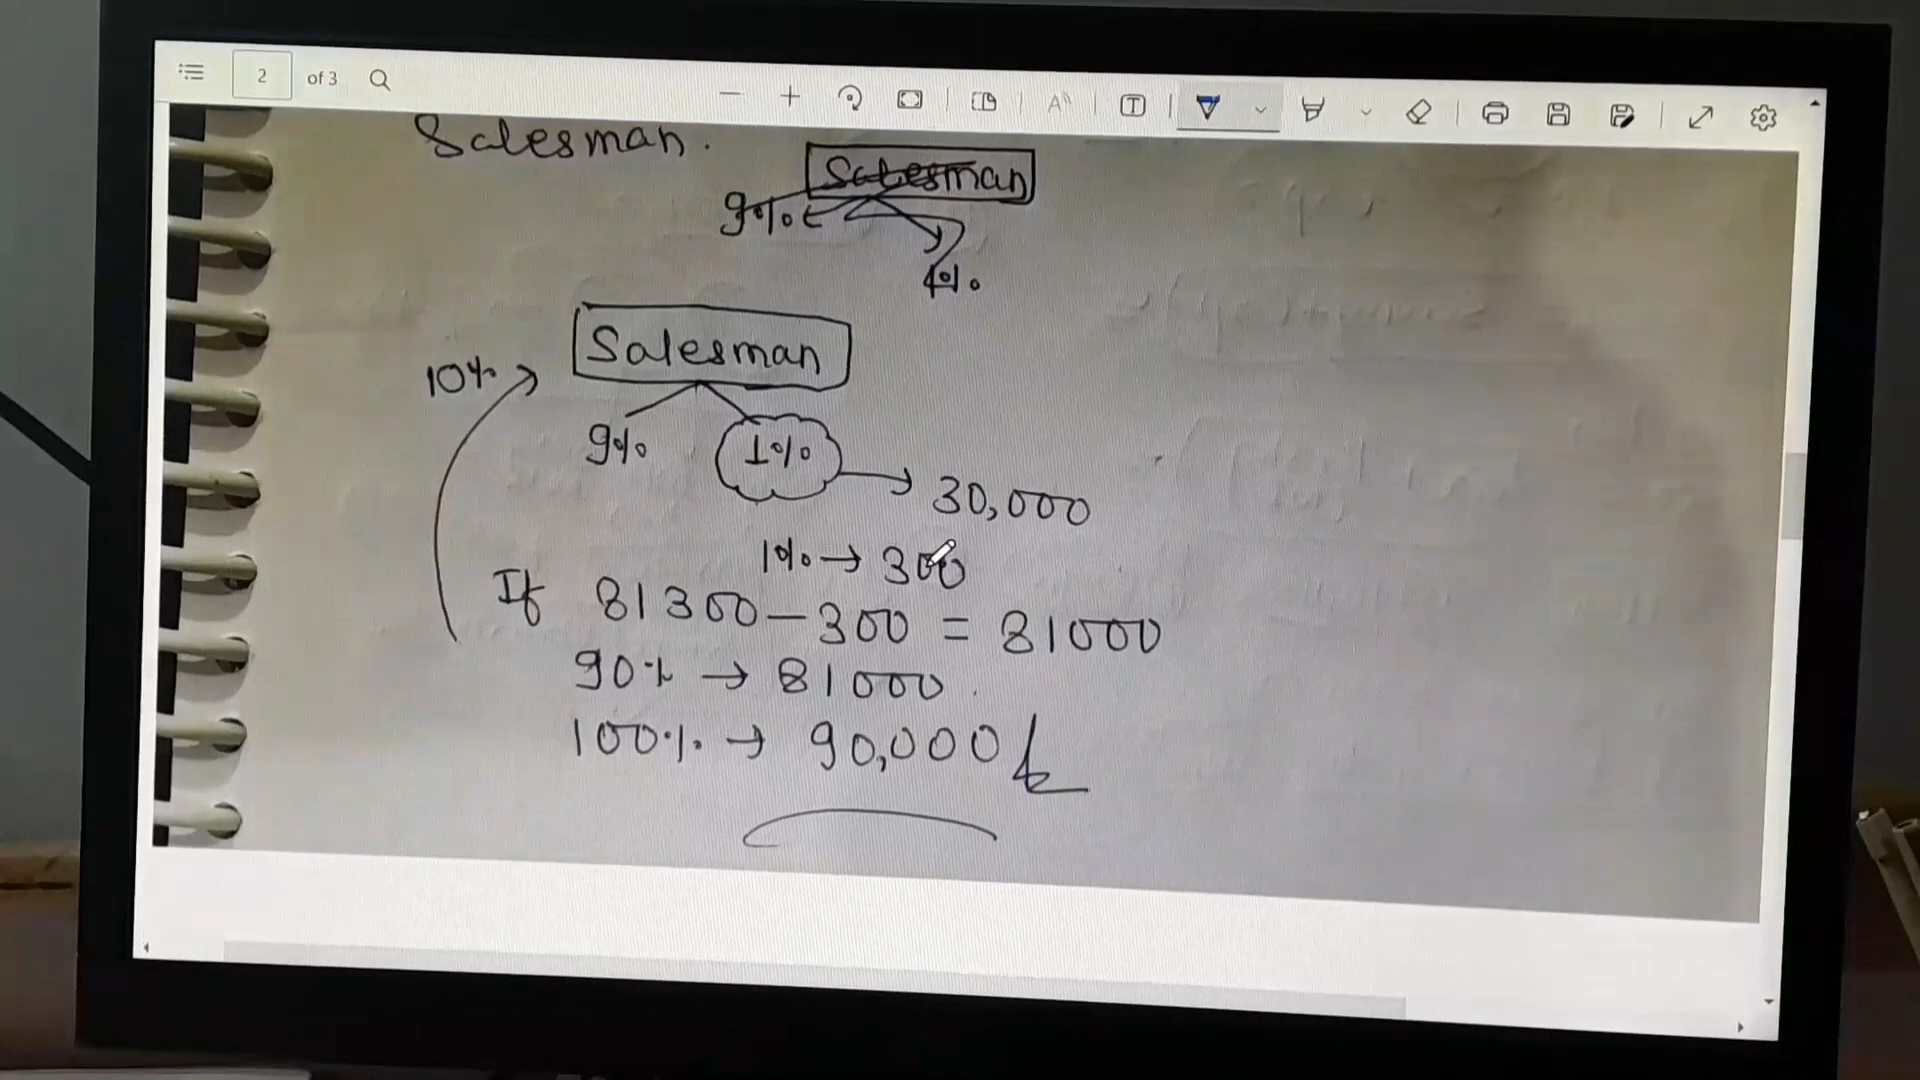 2 of 3
Salesman.
Salesman
9%
1%
Salesman
10%
9%
1%
30,000
1% → 300
If 81300 - 300 = 81000
90% → 81000.
100% → 90,000